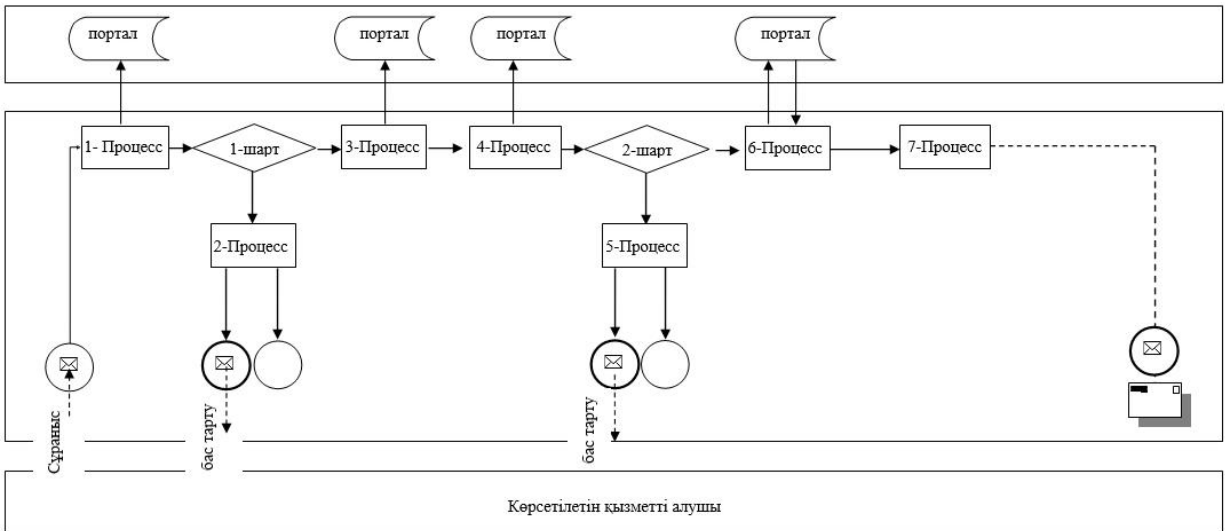 портал
портал
портал
портал
1- Процесс
1-шарт
3-Процесс
4-Процесс
2-шарт
6-Процесс
7-Процесс
2-Процесс
5-Процесс
Сұраныс
бас тарту
бас тарту
Көрсетілетін қызметті алушы